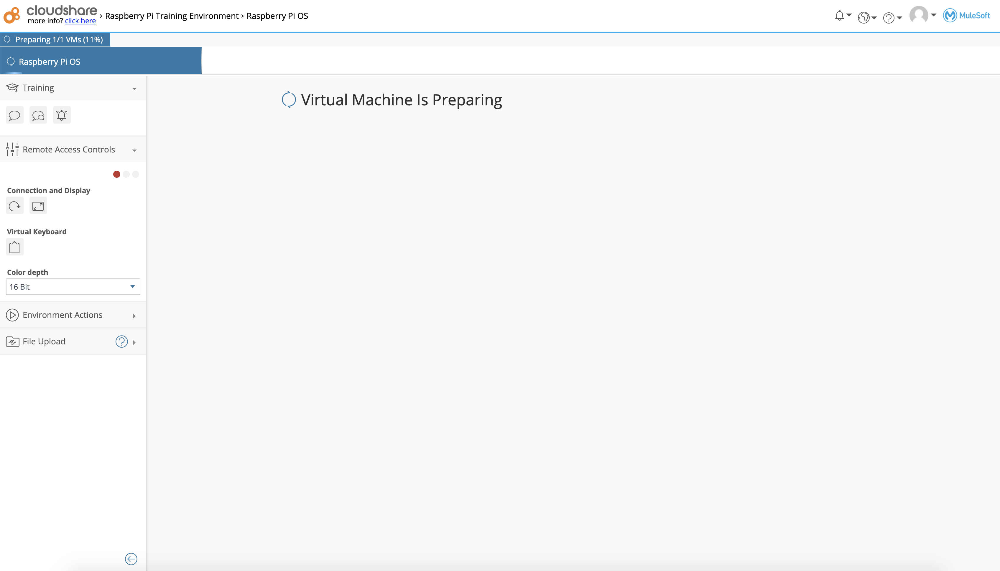 cloudshare
more info? click here
› Raspberry Pi Training Environment › Raspberry Pi OS
MuleSoft
Preparing 1/1 VMs (11%)
Raspberry Pi OS
Training
Virtual Machine Is Preparing
Remote Access Controls
Connection and Display
Virtual Keyboard
Color depth
16 Bit
Environment Actions
File Upload